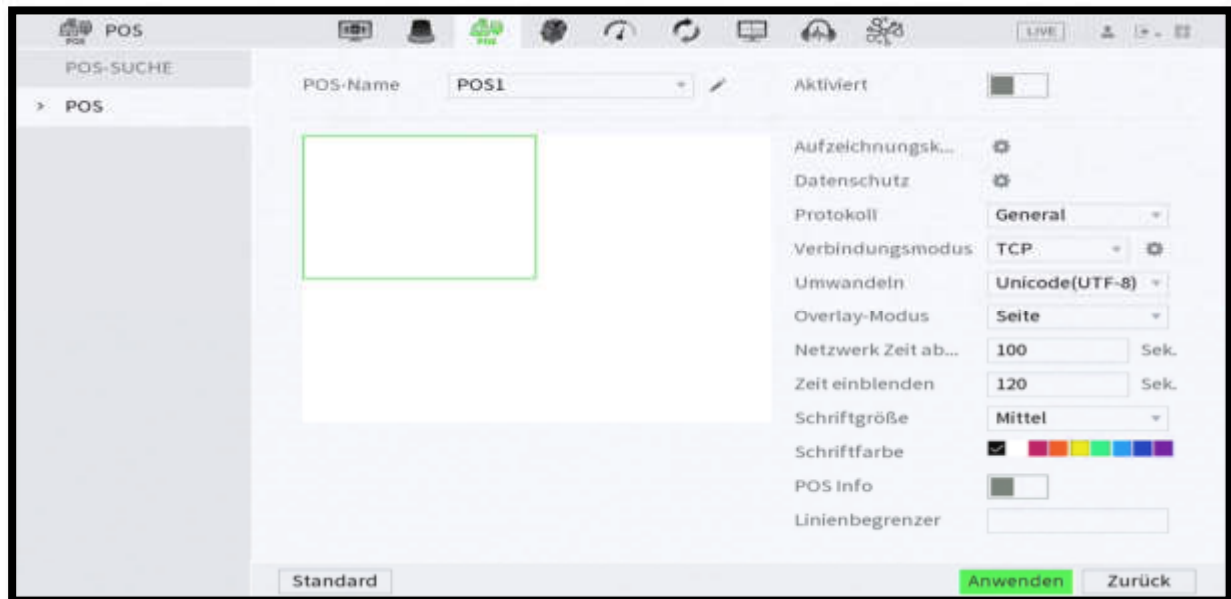 POS
LIVE
POS-SUCHE
POS
POS-Name POS1 Aktiviert
Aufzeichnungsk...
Datenschutz
Protokoll General
Verbindungsmodus TCP
Umwandeln Unicode(UTF-8)
Overlay-Modus Seite
Netzwerk Zeit ab... 100 Sek.
Zeit einblenden 120 Sek.
Schriftgröße Mittel
Schriftfarbe
POS Info
Linienbegrenzer
Standard Anwenden Zurück